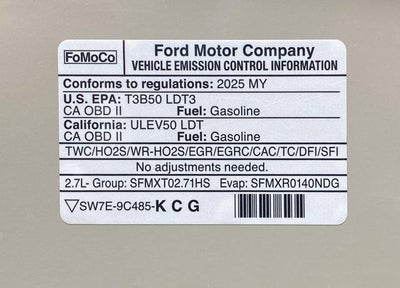 FoMoCo
Ford Motor Company
VEHICLE EMISSION CONTROL INFORMATION
Conforms to regulations: 2025 MY
U.S. EPA: T3B50 LDT3
CA OBD II Fuel: Gasoline
California: ULEV50 LDT
CA OBD II Fuel: Gasoline
TWC/HO2S/WR-HO2S/EGR/EGRC/CAC/TC/DFI/SFI
No adjustments needed.
2.7L- Group: SFMXT02.71HS Evap: SFMXR0140NDG
▽SW7E-9C485-K C G